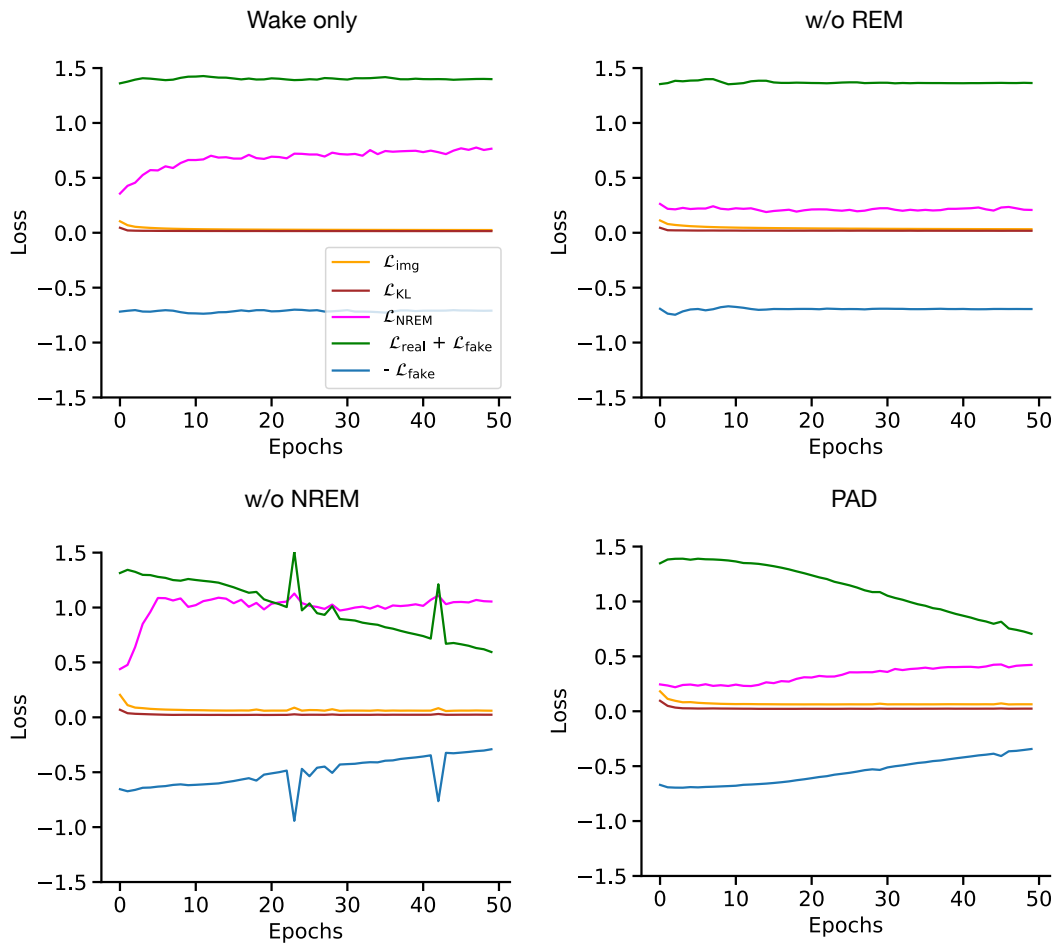 Wake only
w/o REM
1.5
1.0
0.5
0.0
−0.5
−1.0
−1.5
Loss
0 10 20 30 40 50
Epochs
ℒimg
ℒKL
ℒNREM
ℒreal + ℒfake
- ℒfake
1.5
1.0
0.5
0.0
−0.5
−1.0
−1.5
Loss
0 10 20 30 40 50
Epochs
w/o NREM
PAD
1.5
1.0
0.5
0.0
−0.5
−1.0
−1.5
Loss
0 10 20 30 40 50
Epochs
1.5
1.0
0.5
0.0
−0.5
−1.0
−1.5
Loss
0 10 20 30 40 50
Epochs